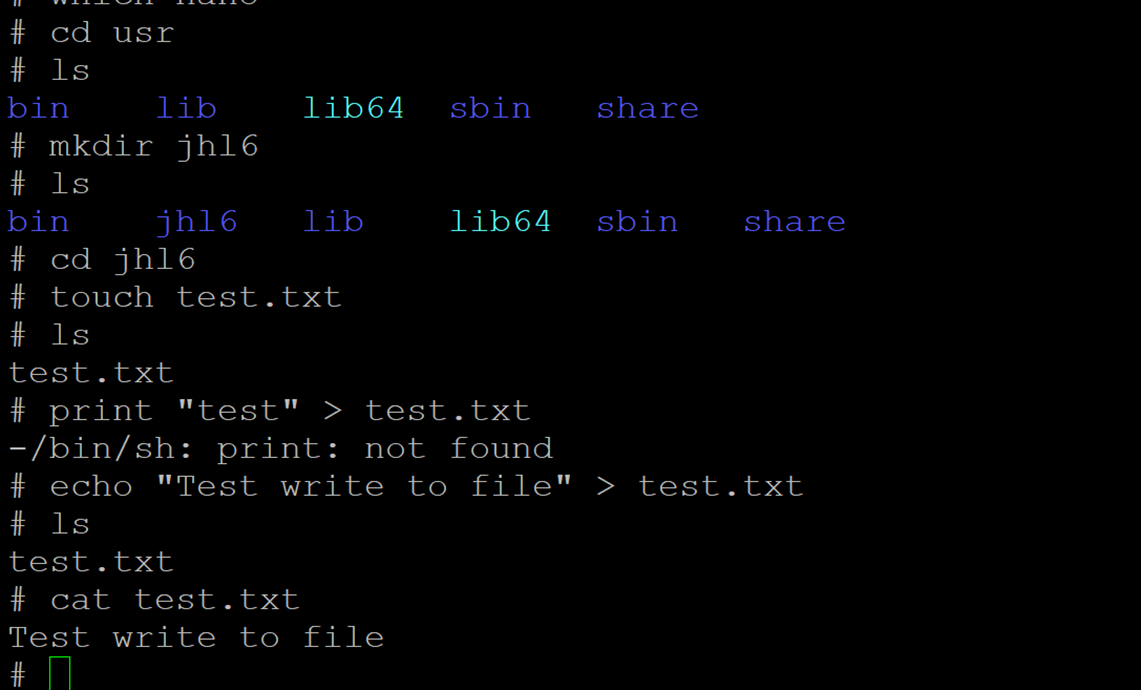 # which nano
# cd usr
# ls
bin lib lib64 sbin share
# mkdir jhl6
# ls
bin jhl6 lib lib64 sbin share
# cd jhl6
# touch test.txt
# ls
test.txt
# print "test" > test.txt
-/bin/sh: print: not found
# echo "Test write to file" > test.txt
# ls
test.txt
# cat test.txt
Test write to file
#